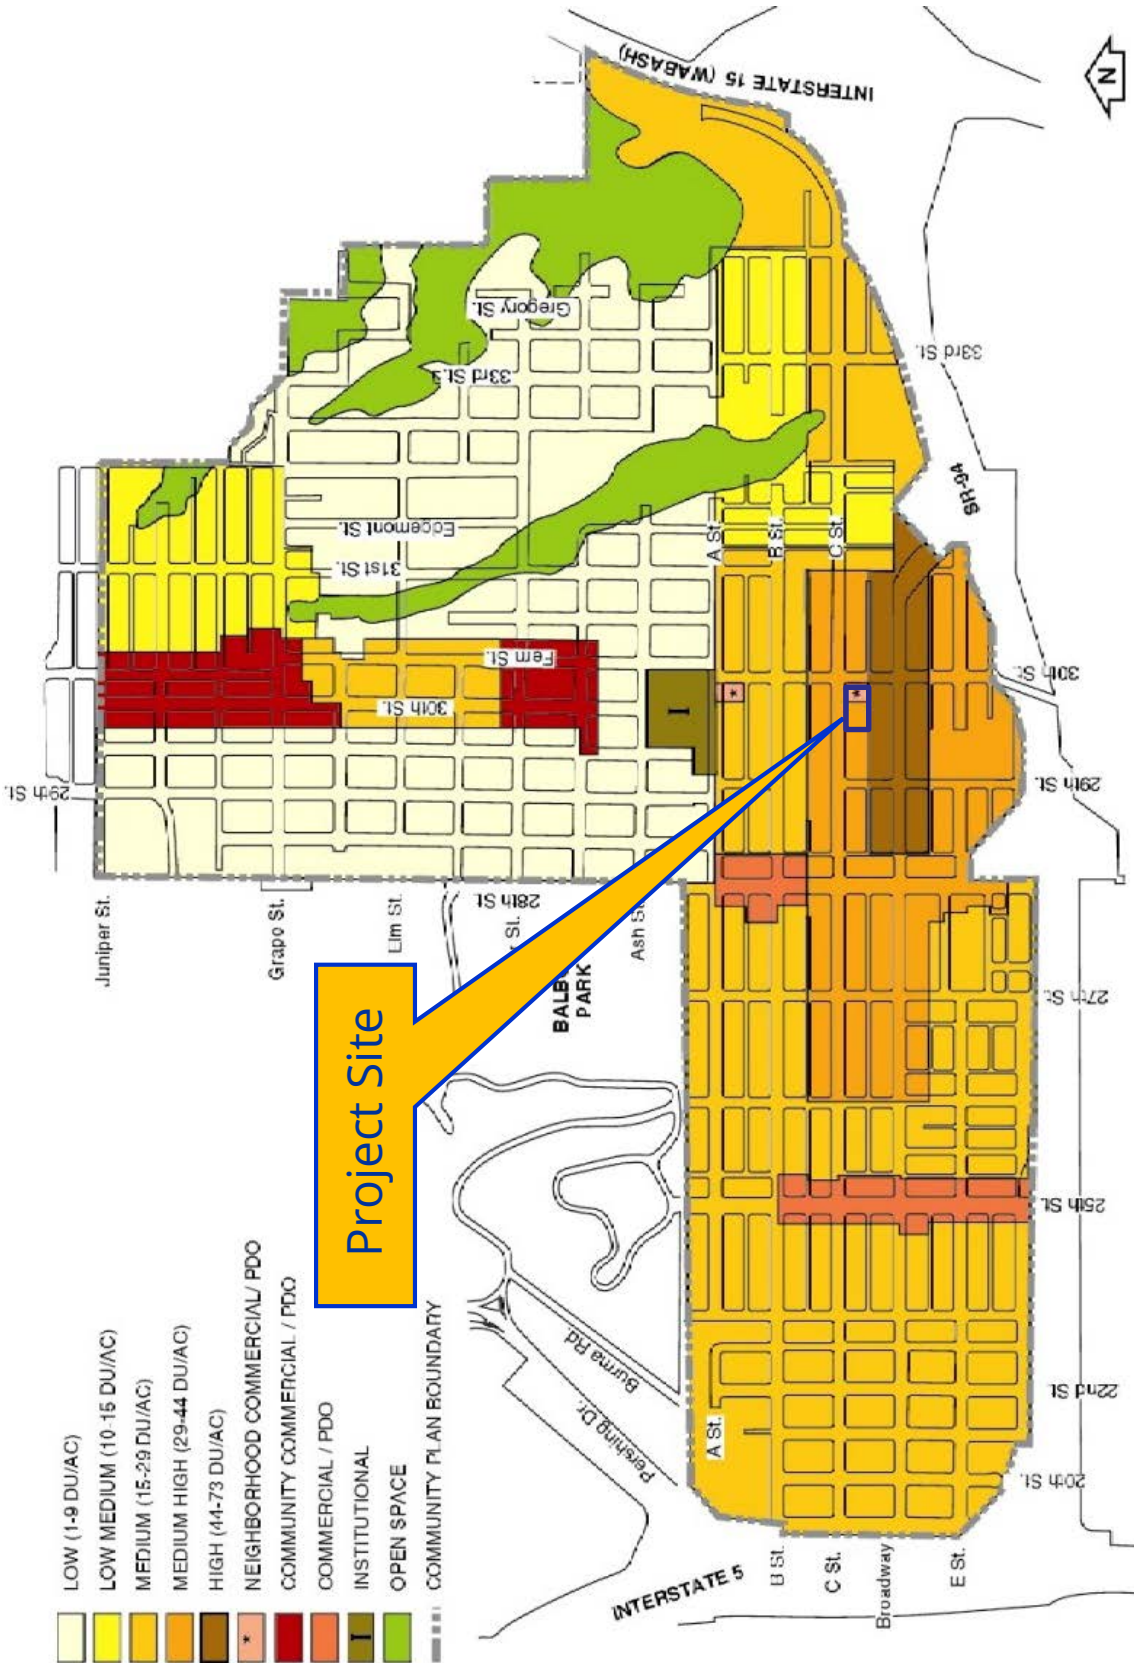 LOW (1-9 DU/AC)
LOW MEDIUM (10-15 DU/AC)
MEDIUM (15-29 DU/AC)
MEDIUM HIGH (29-44 DU/AC)
HIGH (44-73 DU/AC)
*
NEIGHBORHOOD COMMERCIAL/ PDO
COMMUNITY COMMERCIAL / PDO
COMMERCIAL / PDO
I
INSTITUTIONAL
OPEN SPACE
COMMUNITY PLAN BOUNDARY
Project Site
Juniper St.
Grape St.
Elm St.
r St.
Ash S
29th St.
28th St.
BALBO
PARK
30th St.
Fern St.
31st St.
Edgemont St.
33rd St.
Gregory St.
INTERSTATE 15 (WABASH)
N
I
*
*
A St.
B St.
C St.
33rd St.
SR-94
30th St.
29th St.
27th St.
25th St.
22nd St.
20th St.
Burma Rd.
Pershing Dr.
A St.
INTERSTATE 5
B St.
C St.
Broadway
E St.